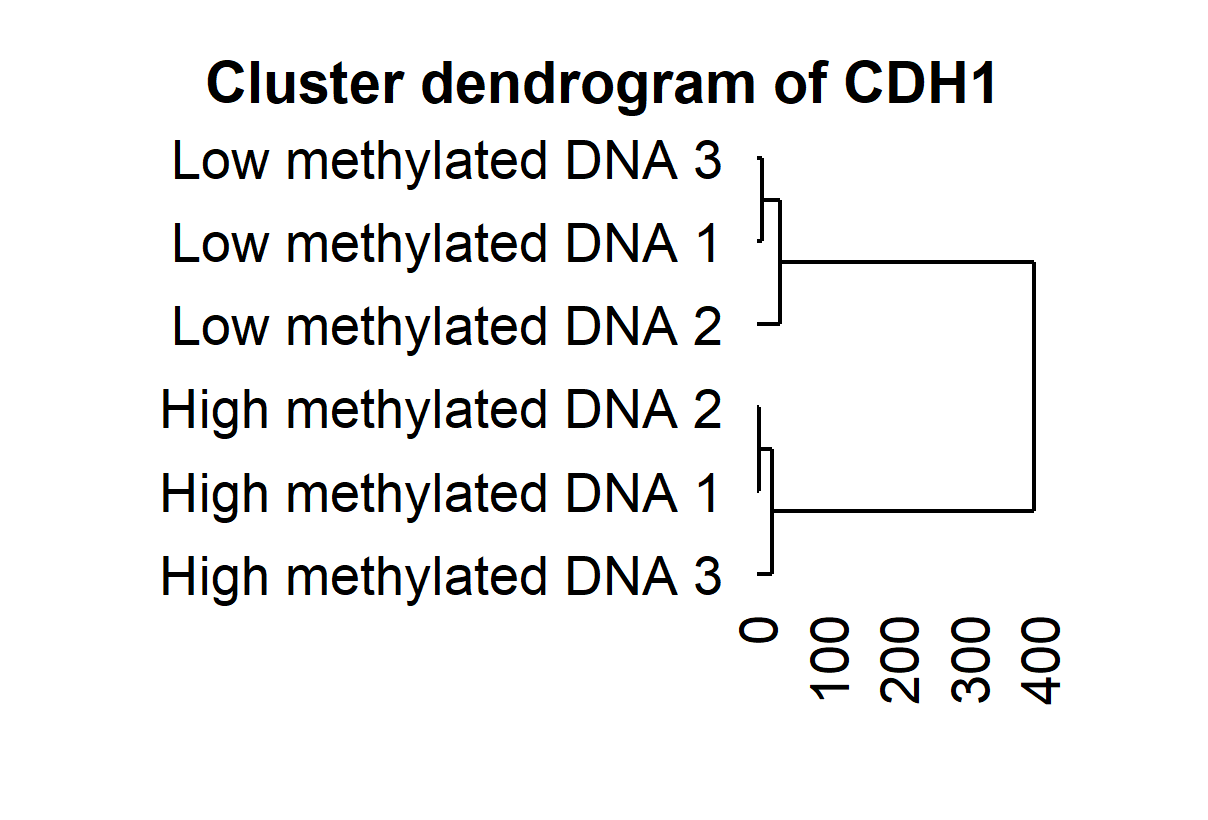 Cluster dendrogram of CDH1
Low methylated DNA 3
Low methylated DNA 1
Low methylated DNA 2
High methylated DNA 2
High methylated DNA 1
High methylated DNA 3
0
100
200
300
400